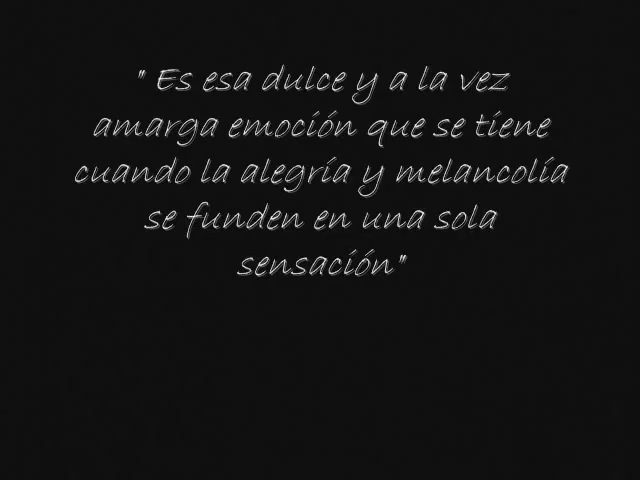 " Es esa dulce y a la vez
amarga emoción que se tiene
cuando la alegría y melancolía
se funden en una sola
sensación"